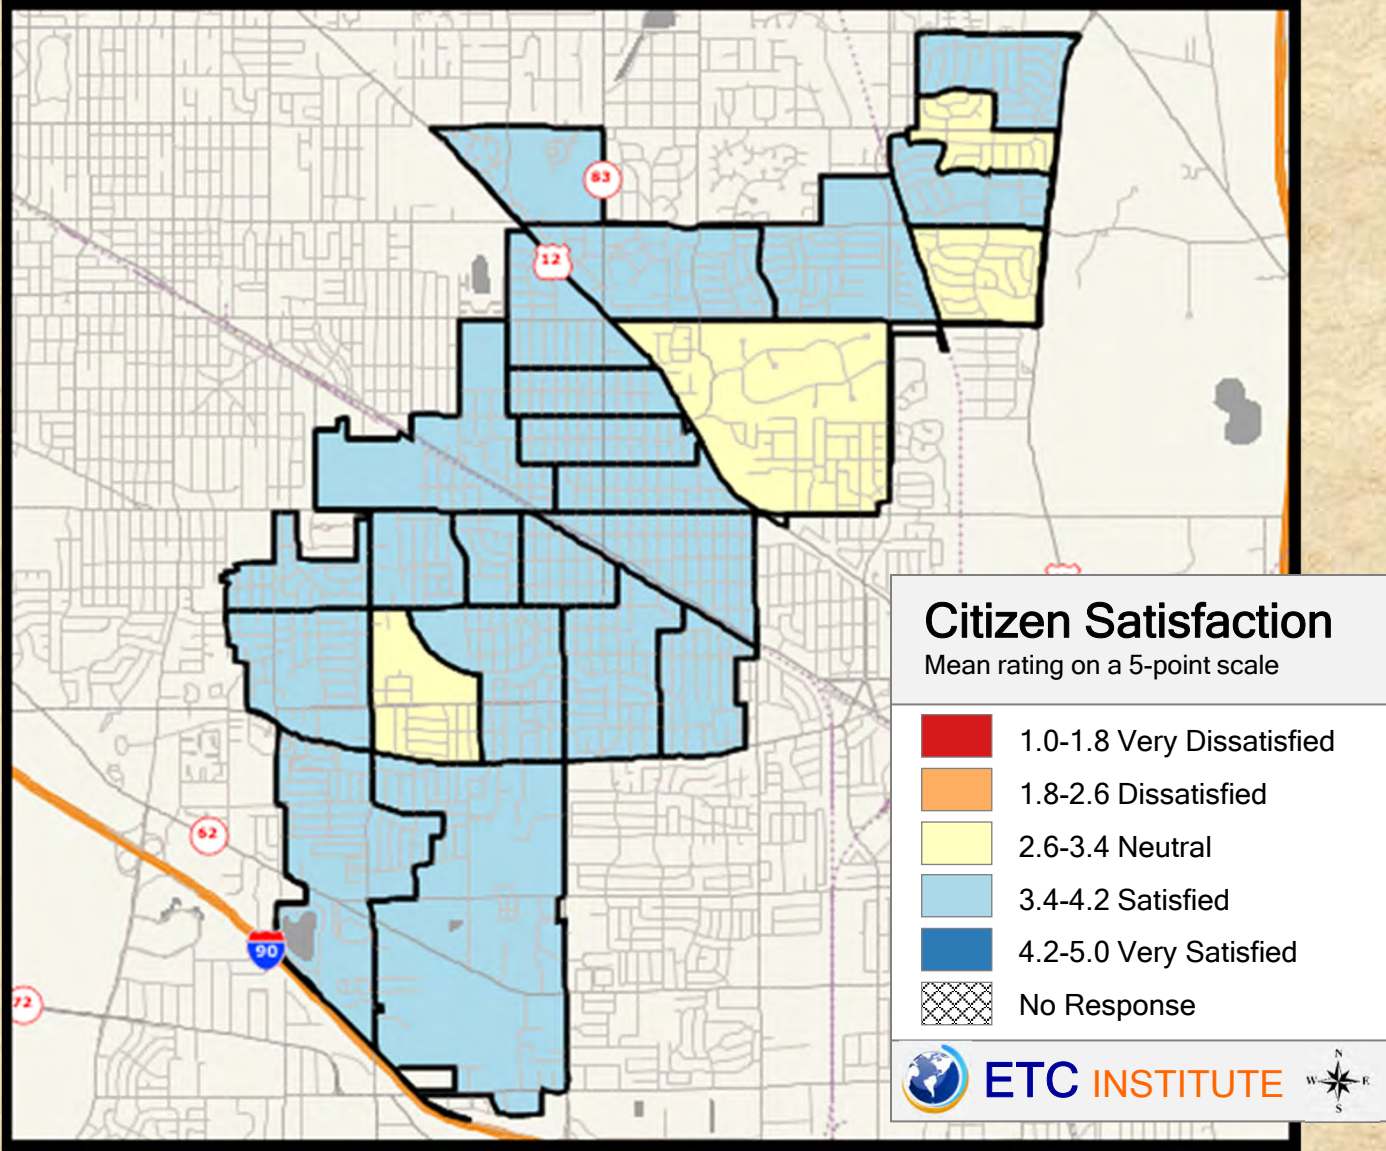 83
12
62
90
72
Citizen Satisfaction
Mean rating on a 5-point scale
1.0-1.8 Very Dissatisfied
1.8-2.6 Dissatisfied
2.6-3.4 Neutral
3.4-4.2 Satisfied
4.2-5.0 Very Satisfied
No Response
ETC INSTITUTE
N
W E
S